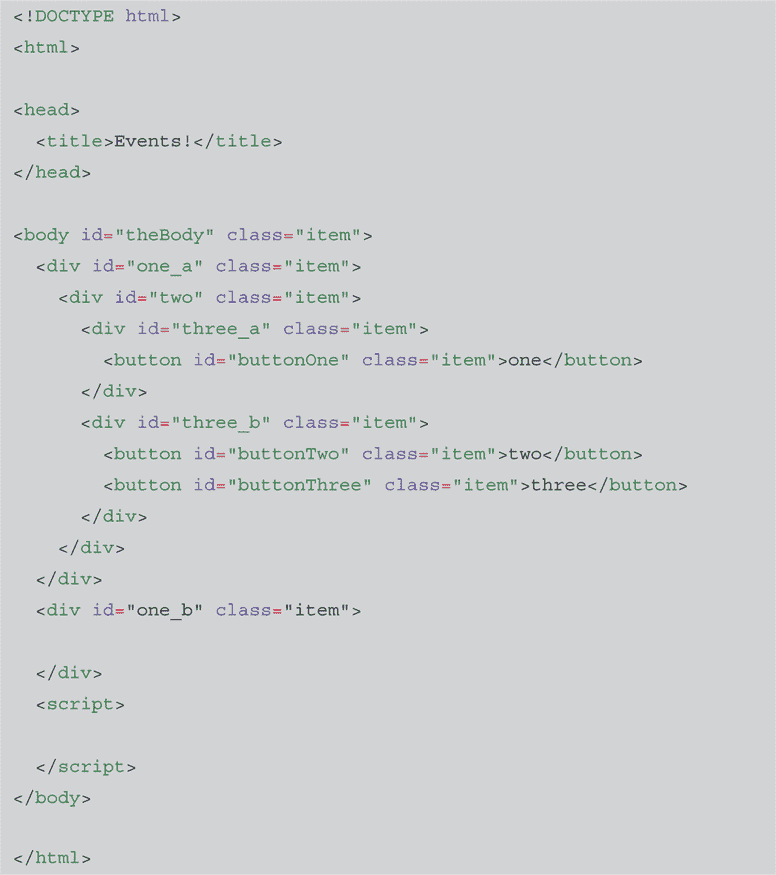 <!DOCTYPE html>
<html>
<head>
<title>Events!</title>
</head>
<body id="theBody" class="item">
<div id="one_a" class="item">
<div id="two" class="item">
<div id="three_a" class="item">
<button id="buttonOne" class="item">one</button>
</div>
<div id="three_b" class="item">
<button id="buttonTwo" class="item">two</button>
<button id="buttonThree" class="item">three</button>
</div>
</div>
</div>
<div id="one_b" class="item">
</div>
<script>
</script>
</body>
</html>